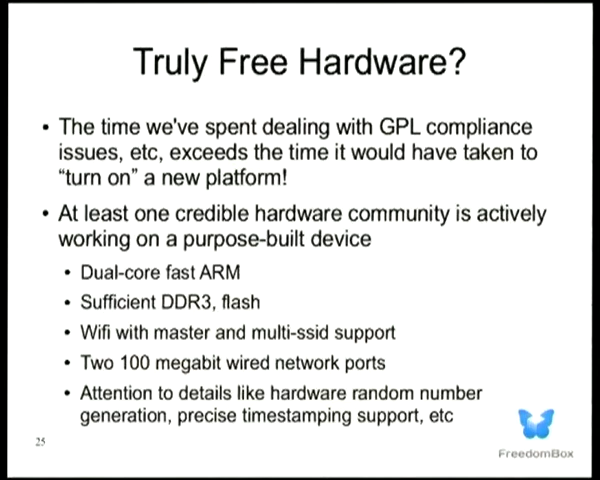 Truly Free Hardware?
• The time we've spent dealing with GPL compliance
issues, etc, exceeds the time it would have taken to
“turn on” a new platform!
• At least one credible hardware community is actively
working on a purpose-built device
• Dual-core fast ARM
• Sufficient DDR3, flash
• Wifi with master and multi-ssid support
• Two 100 megabit wired network ports
• Attention to details like hardware random number
generation, precise timestamping support, etc
25
FreedomBox